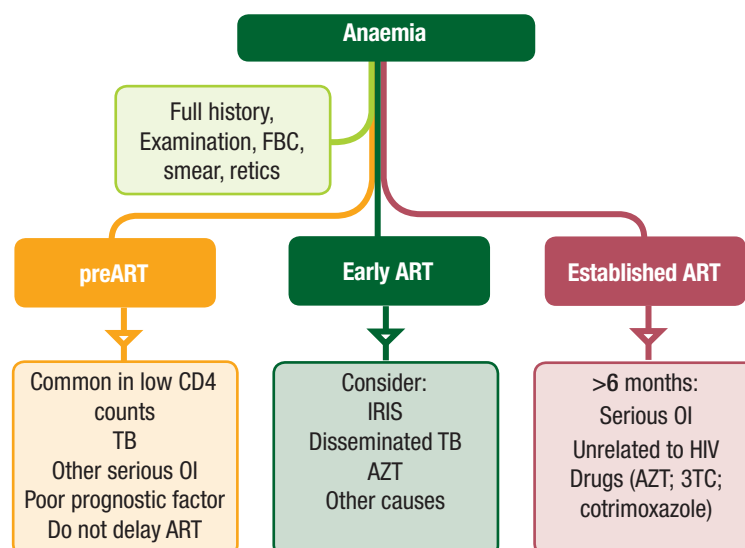 Anaemia
Full history,
Examination, FBC,
smear, retics
preART
Early ART
Established ART
Common in low CD4
counts
TB
Other serious OI
Poor prognostic factor
Do not delay ART
Consider:
IRIS
Disseminated TB
AZT
Other causes
>6 months:
Serious OI
Unrelated to HIV
Drugs (AZT; 3TC;
cotrimoxazole)